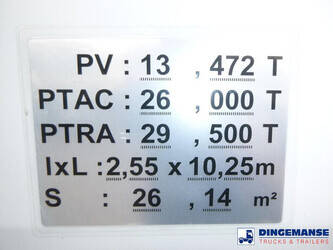 PV : 13 , 472 T
PTAC : 26 , 000 T
PTRA : 29 , 500 T
lxL : 2,55 x 10,25m
S : 26 , 14 m²
DINGEMANSE
TRUCKS & TRAILERS